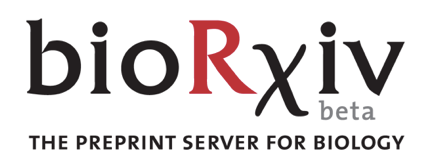 bioRχiv
beta
THE PREPRINT SERVER FOR BIOLOGY